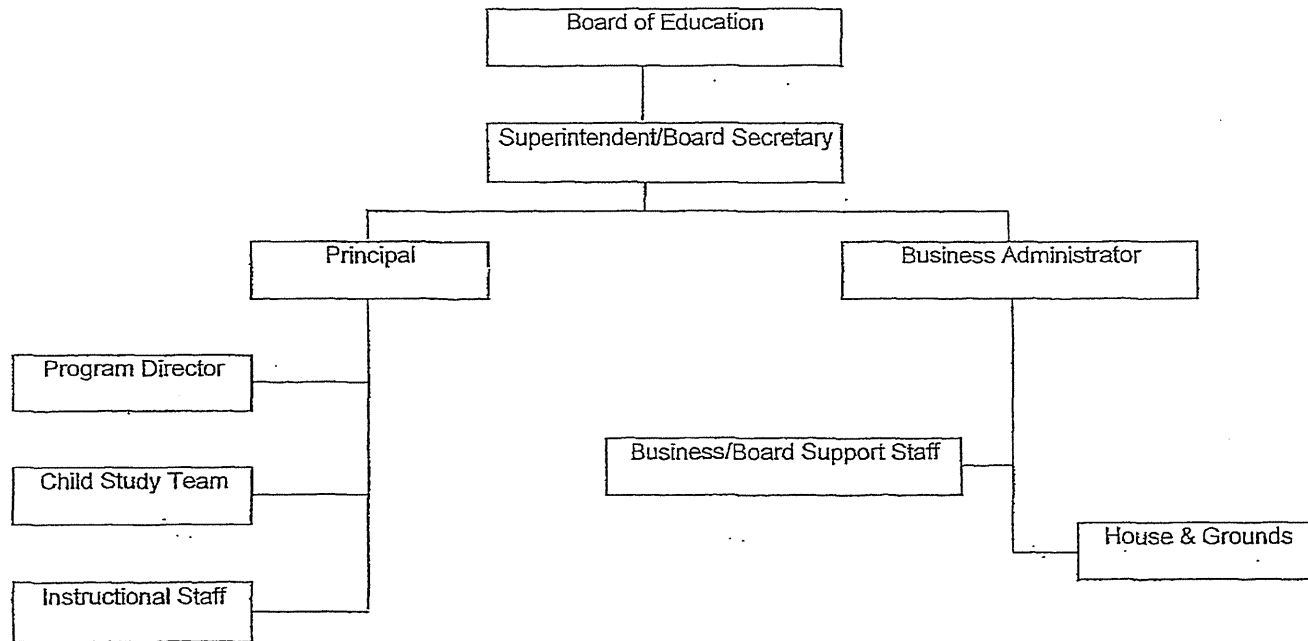 Board of Education
Superintendent/Board Secretary
Principal
Business Administrator
Program Director
Business/Board Support Staff
Child Study Team
House & Grounds
Instructional Staff